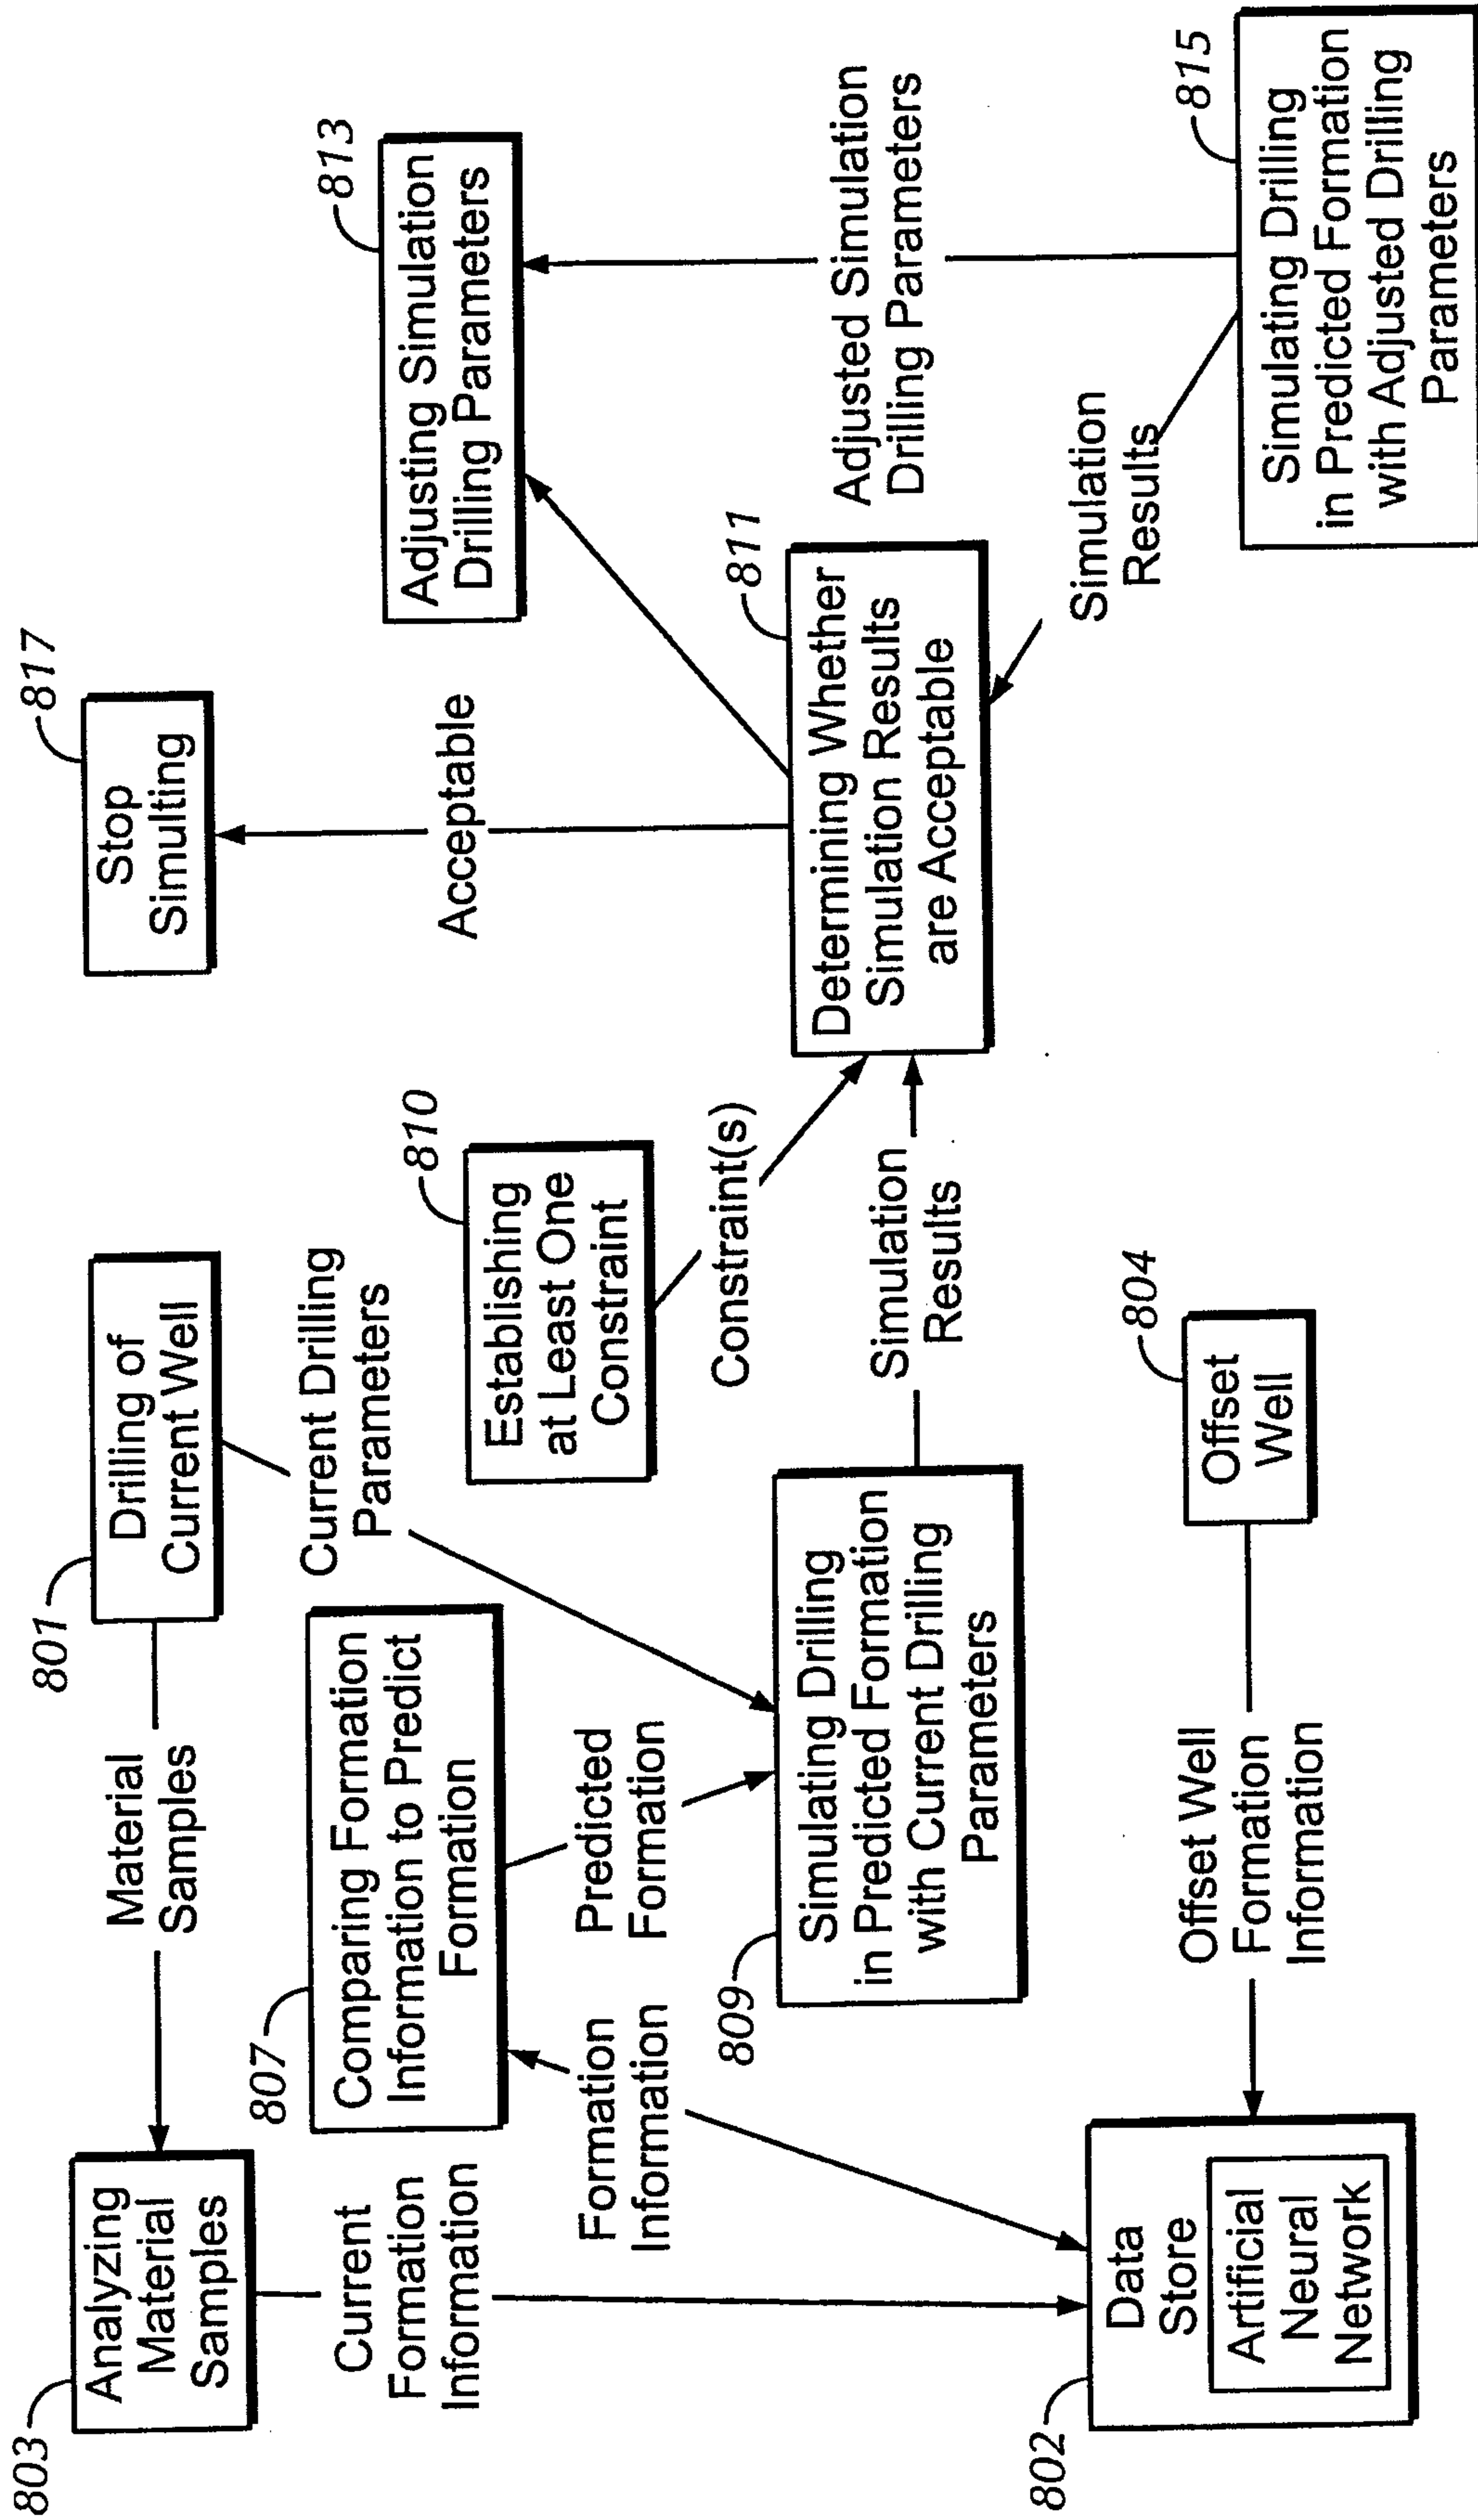 803
Analyzing
Material
Samples
Material
Samples
801
Drilling of
Current Well
817
Stop
Simulting
Current
Formation
Information
807
Comparing Formation
Information to Predict
Formation
Current Drilling
Parameters
810
Establishing
at Least One
Constraint
Acceptable
813
Adjusting Simulation
Drilling Parameters
Formation
Information
Predicted
Formation
Constraint(s)
809
Simulating Drilling
in Predicted Formation
with Current Drilling
Parameters
Simulation
Results
811
Determining Whether
Simulation Results
are Acceptable
Adjusted Simulation
Drilling Parameters
Simulation
Results
802
Data
Store
Artificial
Neural
Network
Offset Well
Formation
Information
804
Offset
Well
815
Simulating Drilling
in Predicted Formation
with Adjusted Drilling
Parameters